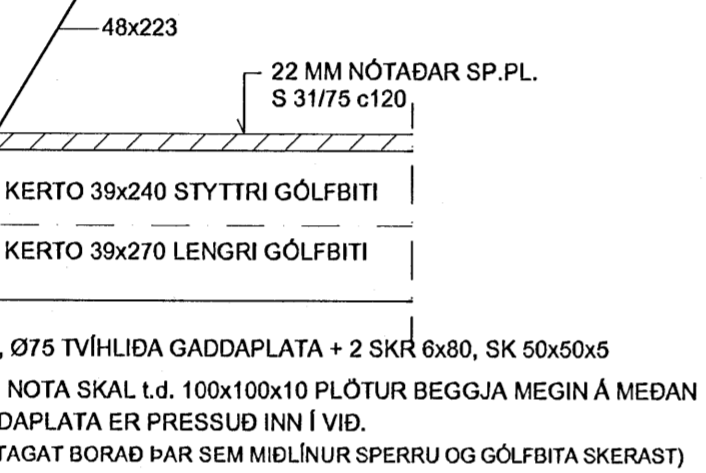 48x223
22 MM NÓTAÐAR SP.PL.
S 31/75 c120
KERTO 39x240 STYTTRI GÓLFBITI
KERTO 39x270 LENGRI GÓLFBITI
, Ø75 TVÍHLIÐA GADDAPLATA + 2 SKR 6x80, SK 50x50x5
NOTA SKAL t.d. 100x100x10 PLÖTUR BEGGJA MEGIN Á MEÐAN
DAPLATA ER PRESSUÐ INN Í VIÐ.
TAGAT BORAÐ ÞAR SEM MIÐLÍNUR SPERRU OG GÓLFBITA SKERAST)